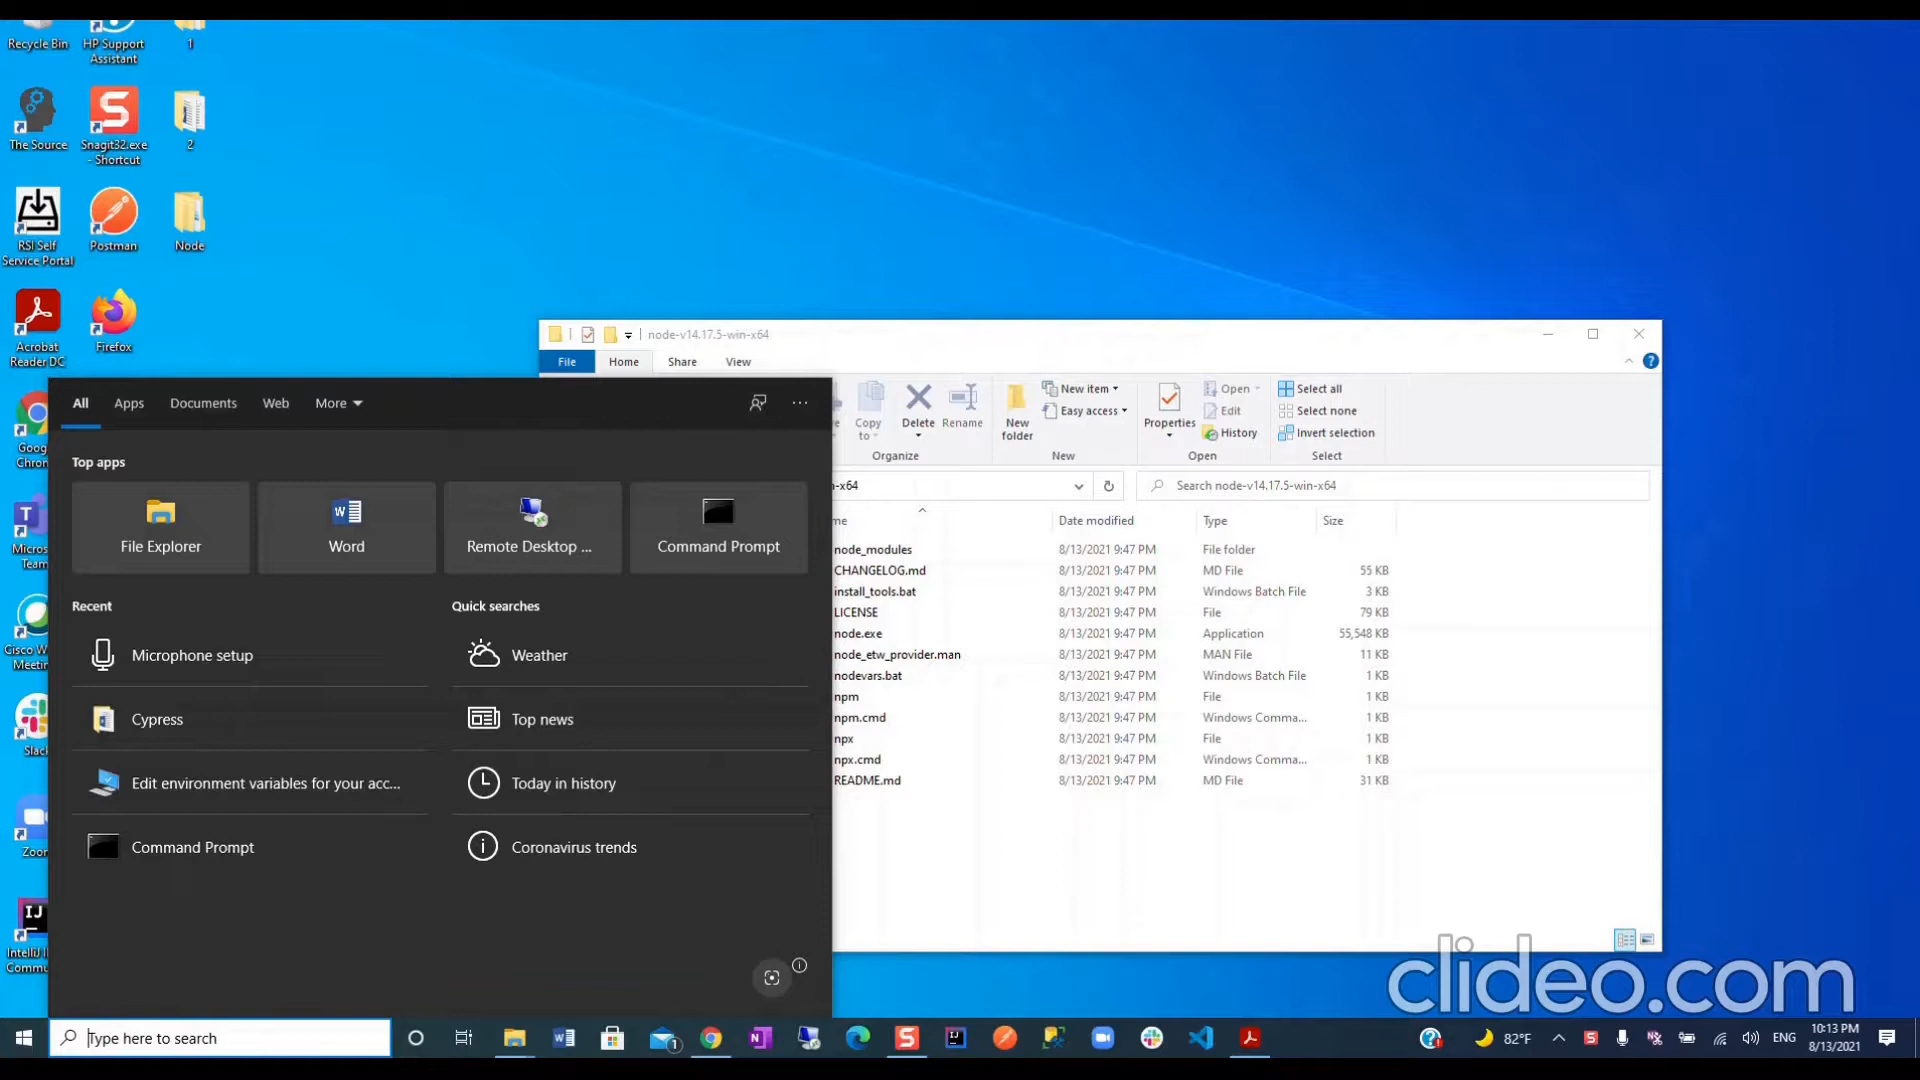 Recycle Bin
HP Support
Assistant
1
The Source
Snagit32.exe
- Shortcut
2
RSI Self
Service Portal
Postman
Node
Acrobat
Reader DC
Firefox
Goog
Chron
Micros
Team
Cisco W
Meetin
Slack
Zoor
IJ
IntelliJ I
Commu
node-v14.17.5-win-x64
File
Home
Share
View
Copy
to
Delete
Rename
New
folder
New item
Easy access
Properties
Open
Edit
History
Select all
Select none
Invert selection
Organize
New
Open
Select
n-x64
Search node-v14.17.5-win-x64
me
Date modified
Type
Size
node_modules 8/13/2021 9:47 PM File folder
CHANGELOG.md 8/13/2021 9:47 PM MD File 55 KB
install_tools.bat 8/13/2021 9:47 PM Windows Batch File 3 KB
LICENSE 8/13/2021 9:47 PM File 79 KB
node.exe 8/13/2021 9:47 PM Application 55,548 KB
node_etw_provider.man 8/13/2021 9:47 PM MAN File 11 KB
nodevars.bat 8/13/2021 9:47 PM Windows Batch File 1 KB
npm 8/13/2021 9:47 PM File 1 KB
npm.cmd 8/13/2021 9:47 PM Windows Comma... 1 KB
npx 8/13/2021 9:47 PM File 1 KB
npx.cmd 8/13/2021 9:47 PM Windows Comma... 1 KB
README.md 8/13/2021 9:47 PM MD File 31 KB
All
Apps
Documents
Web
More
Top apps
File Explorer
Word
Remote Desktop ...
Command Prompt
Recent
Quick searches
Microphone setup
Weather
Cypress
Top news
Edit environment variables for your acc...
Today in history
Command Prompt
Coronavirus trends
clideo.com
Type here to search
1
82°F
ENG
10:13 PM
8/13/2021